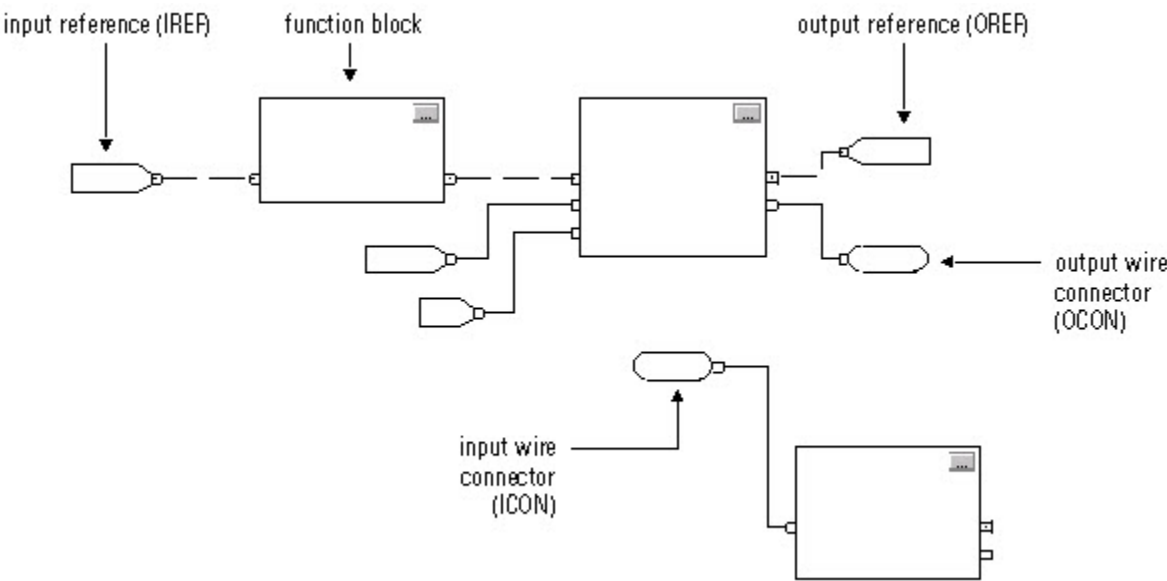 input reference (IREF)
function block
output reference (OREF)
...
...
output wire
connector
(OCON)
input wire
connector
(ICON)
...